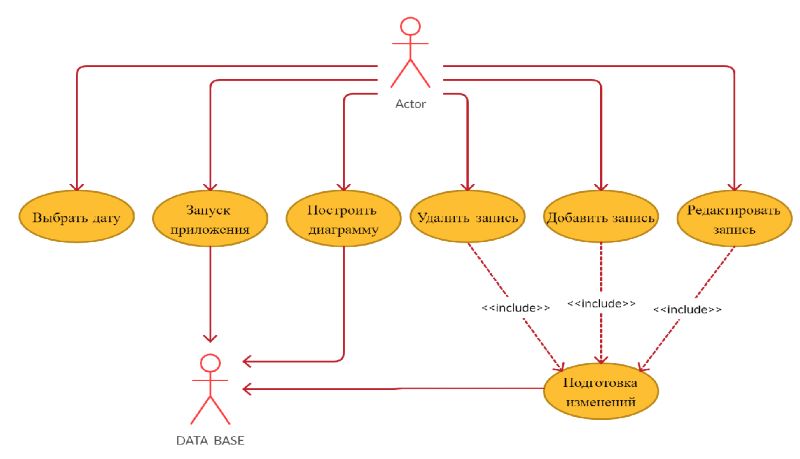 Actor
Выбрать дату
Запуск
приложения
Построить
диаграмму
Удалить запись
Добавить запись
Редактировать
запись
<<include>>
<<include>>
<<include>>
Подготовка
изменений
DATA BASE